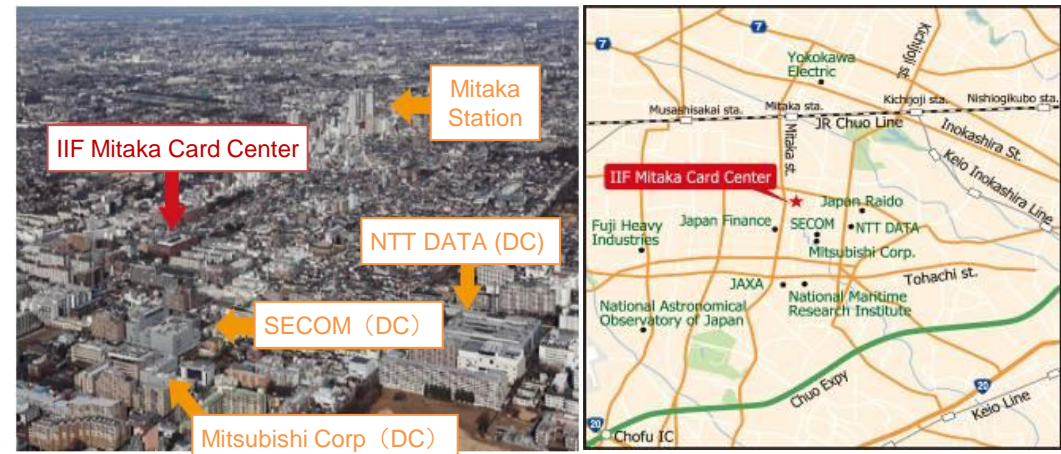 Mitaka
Station
IIF Mitaka Card Center
NTT DATA (DC)
SECOM（DC）
Mitsubishi Corp（DC）
7
7
Kichijoji st.
Yokokawa
Electric
Musashisakai sta.
Mitaka sta.
Kichijoji sta.
Nishiogikubo sta.
JR Chuo Line
Inokashira St.
Mitaka st.
Keio Inokashira Line
IIF Mitaka Card Center
Japan Raido
Fuji Heavy
Industries
Japan Finance
SECOM
NTT DATA
Mitsubishi Corp.
Tohachi st.
JAXA
National Maritime
Research Institute
National Astronomical
Observatory of Japan
Chuo Expy
20
Keio Line
20
Chofu IC